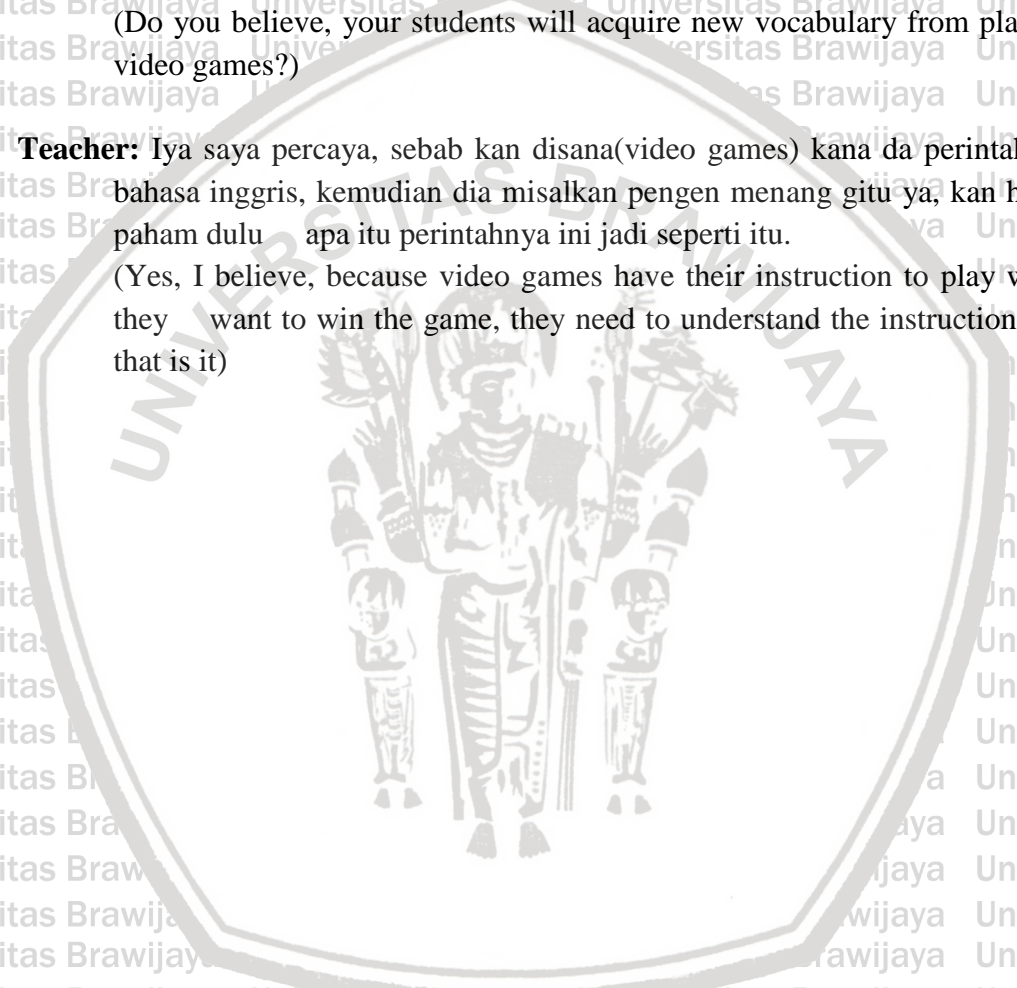 (Do you believe, your students will acquire new vocabulary from
video games?)
Teacher: Iya saya percaya, sebab kan disana(video games) kana da
bahasa inggris, kemudian dia misalkan pengen menang gitu ya, kan
paham dulu apa itu perintahnya ini jadi seperti itu.
(Yes, I believe, because video games have their instruction to play
they want to win the game, they need to understand the instruction
that is it)
UNIVERSITAS BRAWIJAYA